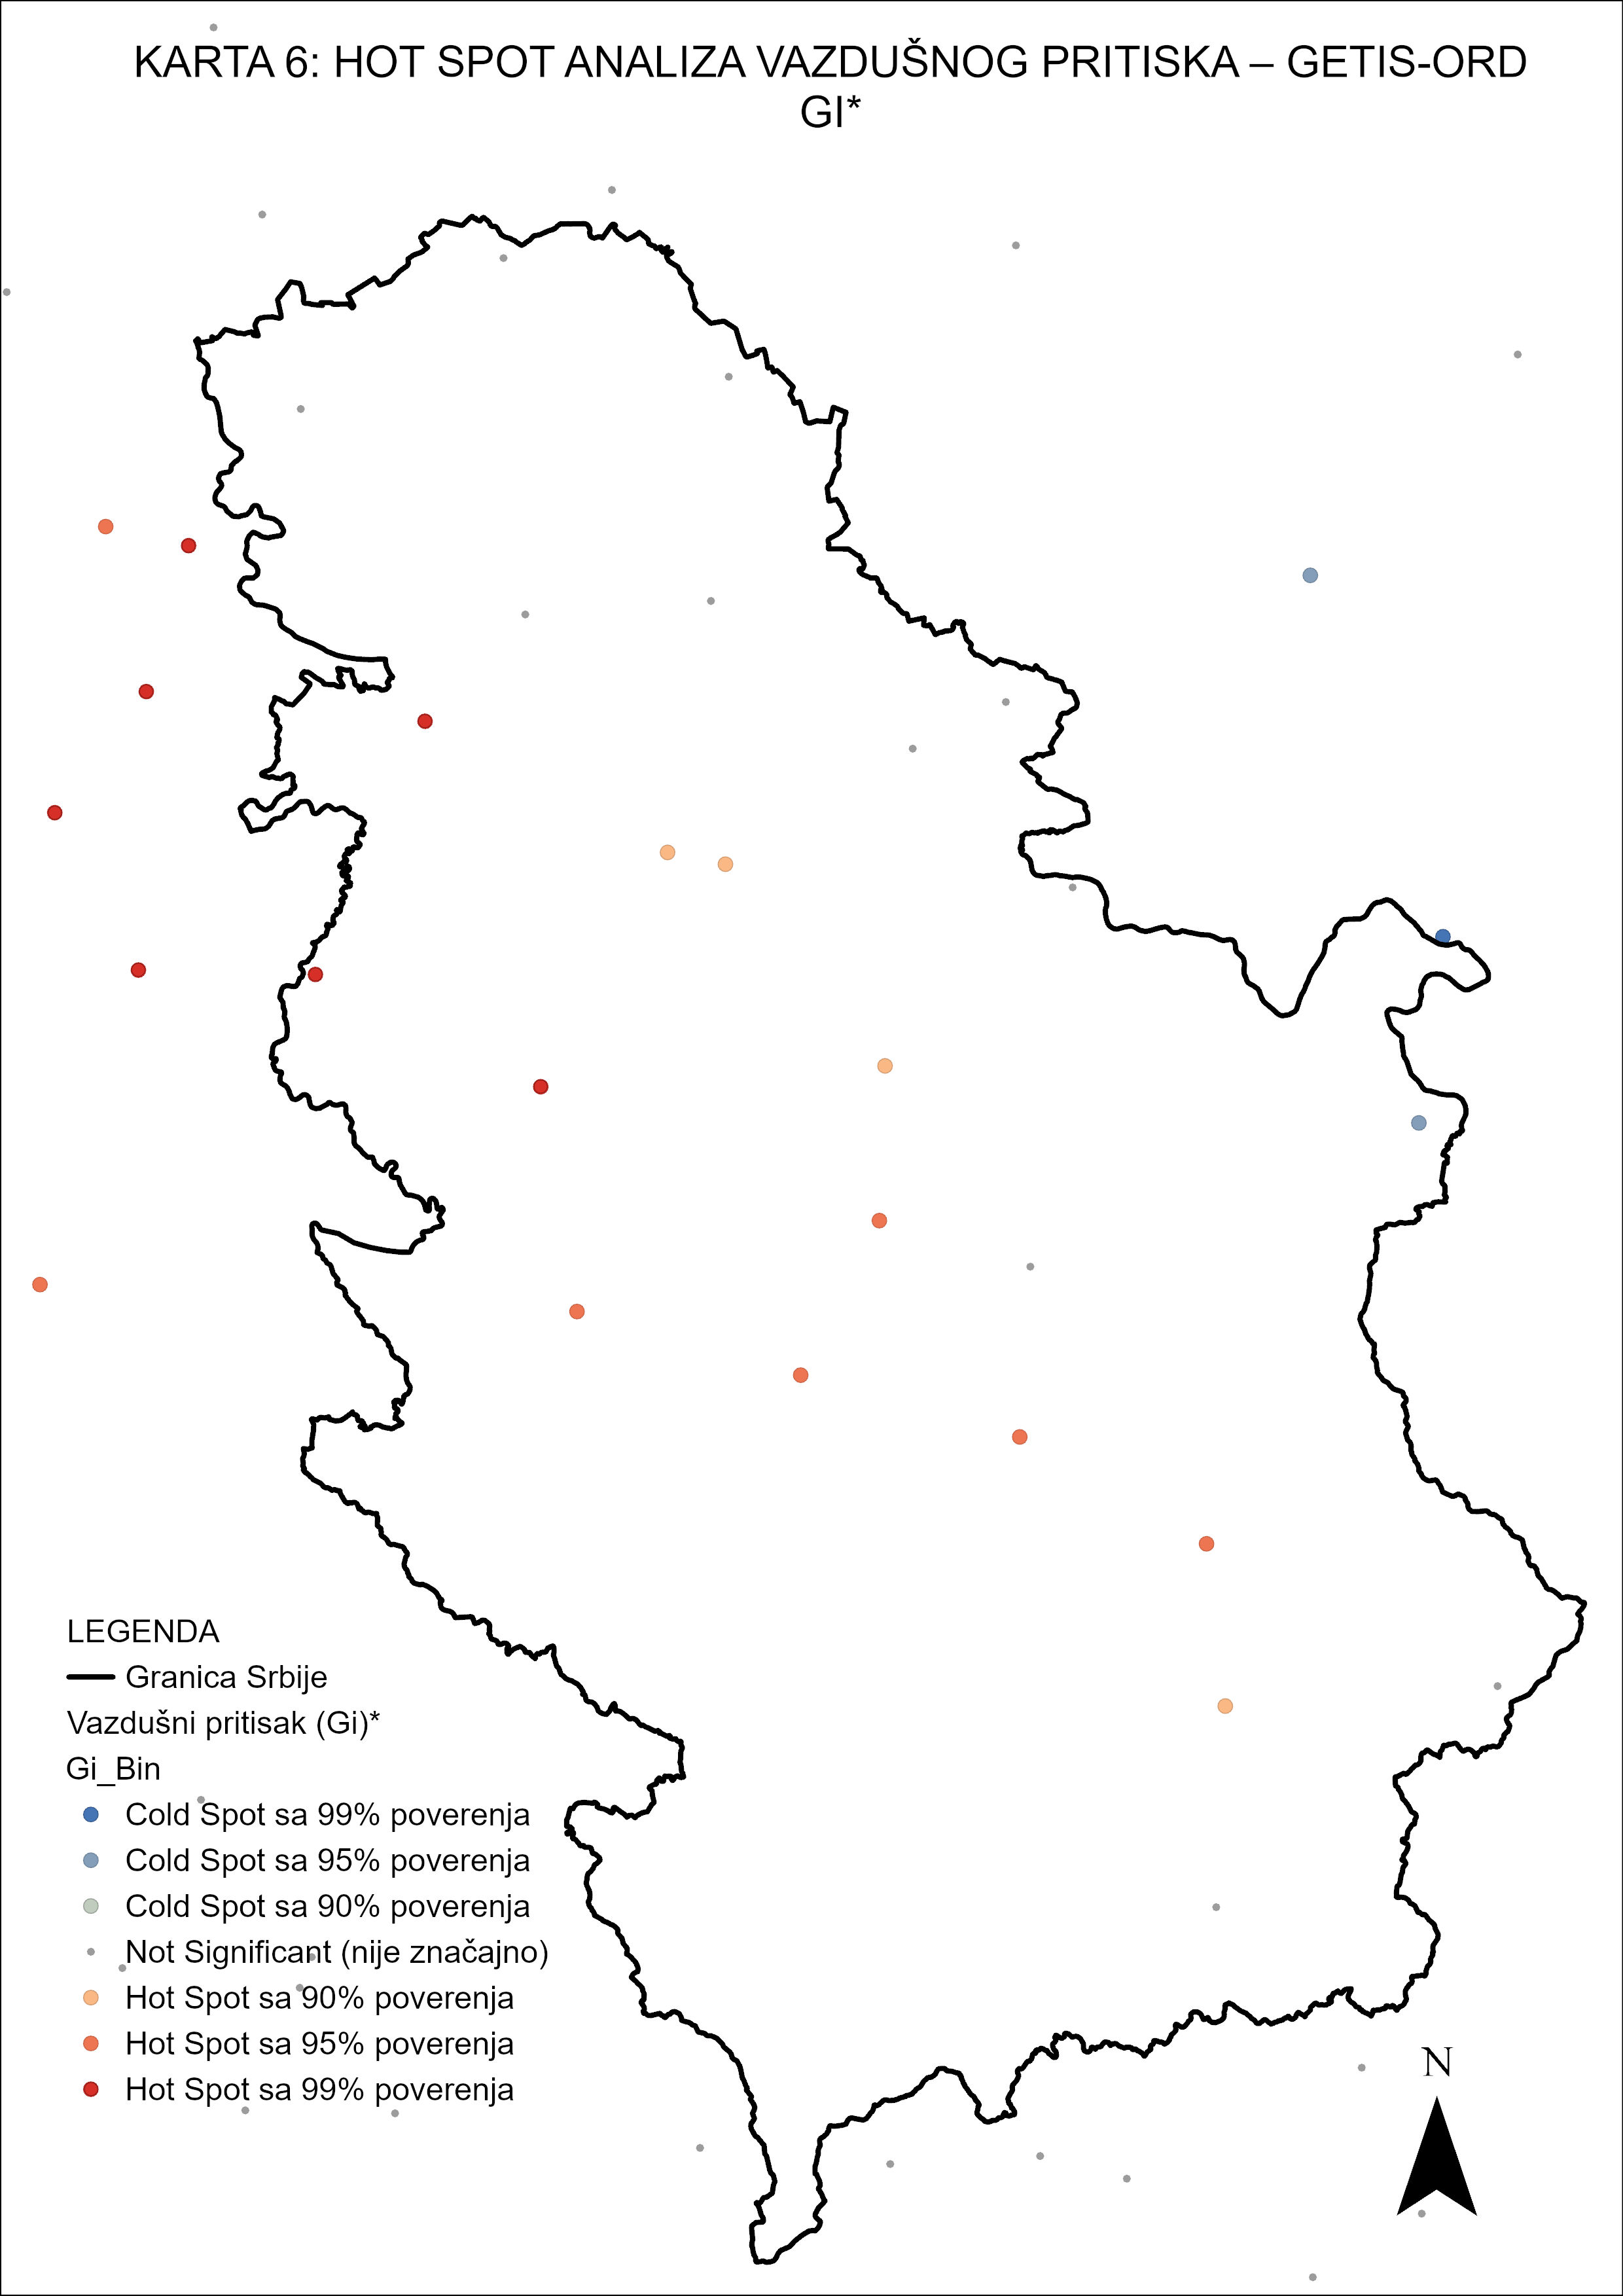 KARTA 6: HOT SPOT ANALIZA VAZDUŠNOG PRITISKA – GETIS-ORD
GI*
LEGENDA
Granica Srbije
Vazdušni pritisak (Gi)*
Gi_Bin
Cold Spot sa 99% poverenja
Cold Spot sa 95% poverenja
Cold Spot sa 90% poverenja
Not Significant (nije značajno)
Hot Spot sa 90% poverenja
Hot Spot sa 95% poverenja
Hot Spot sa 99% poverenja
N